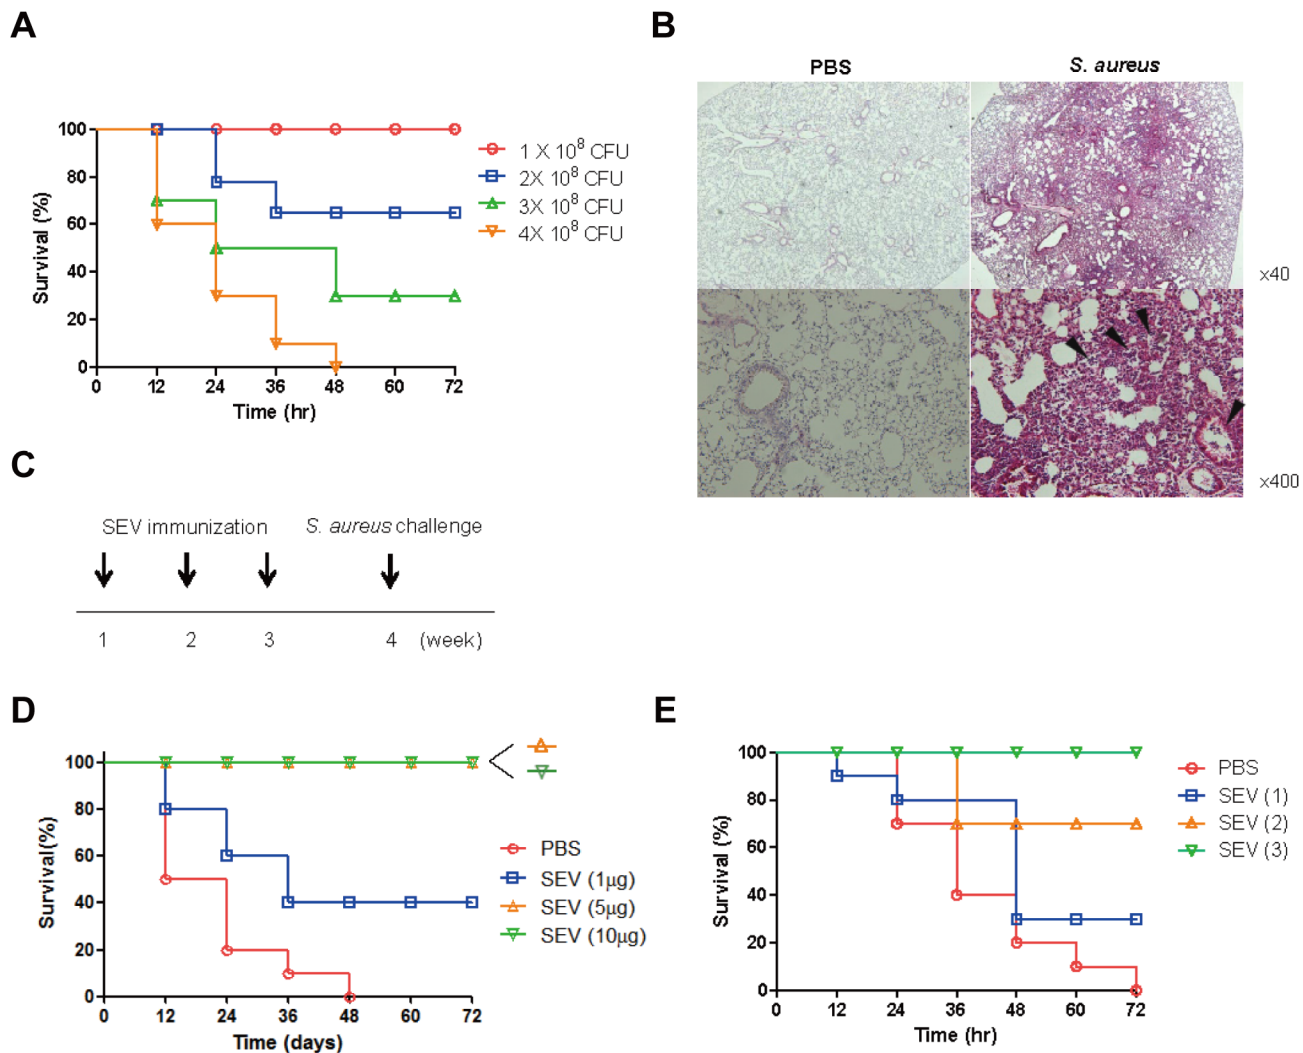 A
100
80
60
40
20
0
Survival (%)
0 12 24 36 48 60 72
Time (hr)
1 X 10⁸ CFU
2X 10⁸ CFU
3X 10⁸ CFU
4X 10⁸ CFU
B
PBS S. aureus
x40
x400
C
SEV immunization S. aureus challenge
1 2 3 4 (week)
D
100
80
60
40
20
0
Survival(%)
0 12 24 36 48 60 72
Time (days)
PBS
SEV (1µg)
SEV (5µg)
SEV (10µg)
E
100
80
60
40
20
0
Survival (%)
0 12 24 36 48 60 72
Time (hr)
PBS
SEV (1)
SEV (2)
SEV (3)